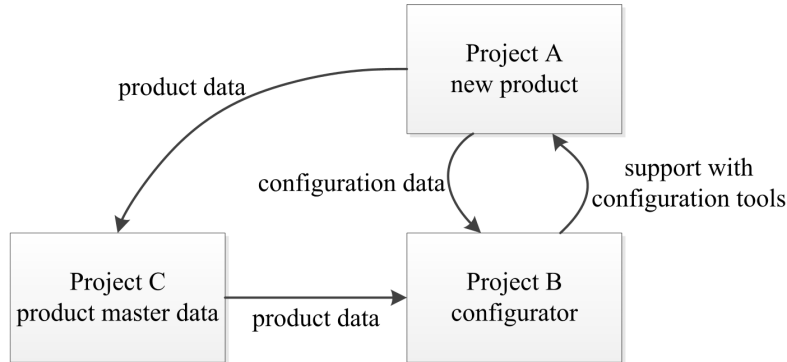 Project A
new product
product data
configuration data
support with
configuration tools
Project C
product master data
product data
Project B
configurator